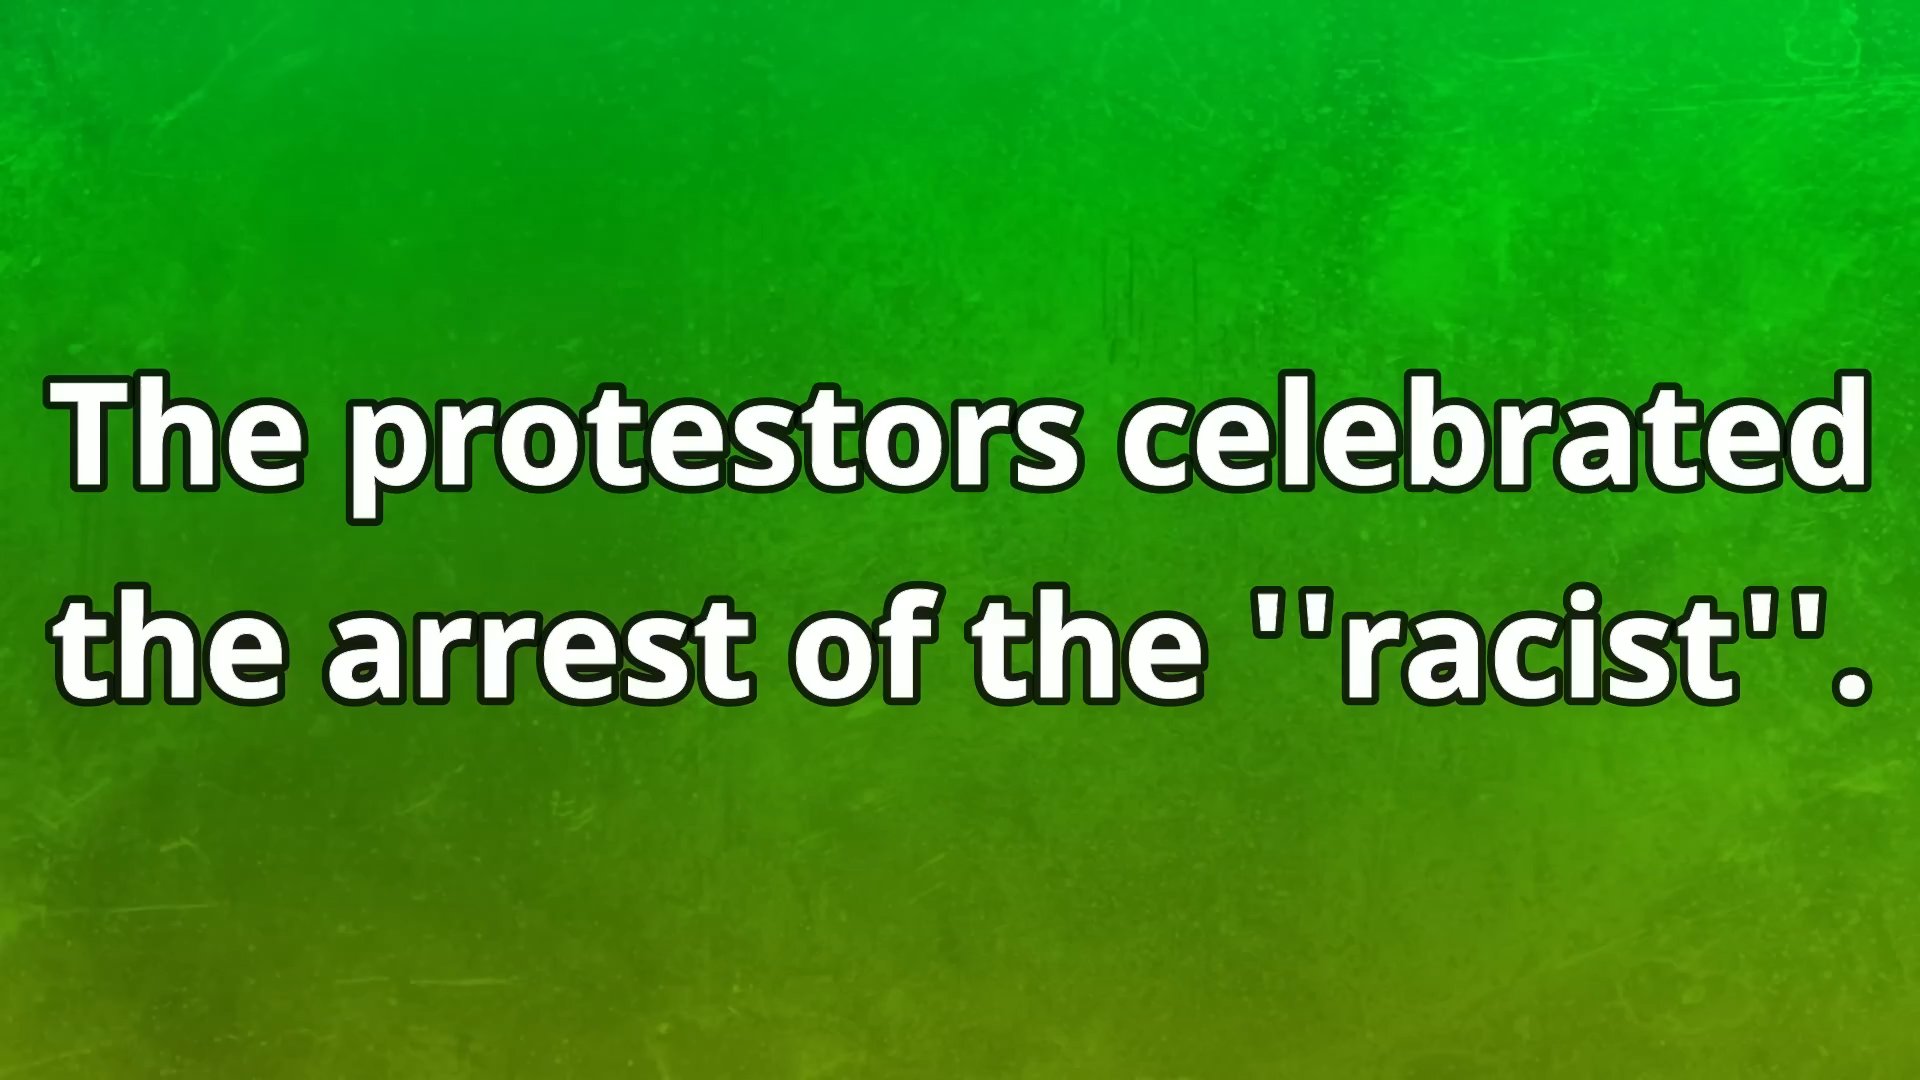 The protestors celebrated
the arrest of the ''racist''.